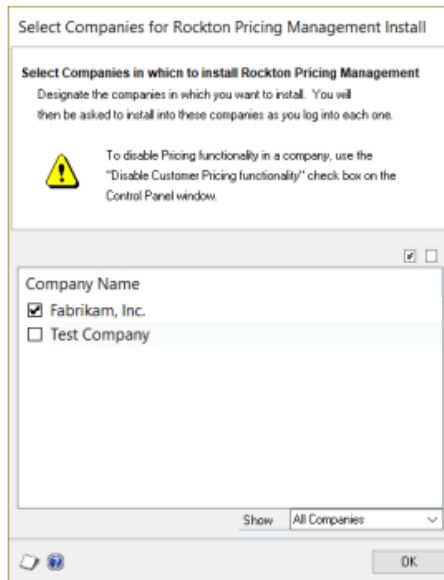 Select Companies for Rockton Pricing Management Install
Select Companies in whicn to install Rockton Pricing Management
Designate the companies in which you want to install. You will
then be asked to install into these companies as you log into each one.
To disable Pricing functionality in a company, use the
"Disable Customer Pricing functionality" check box on the
Control Panel window.
Company Name
Fabrikam, Inc.
Test Company
Show All Companies
OK